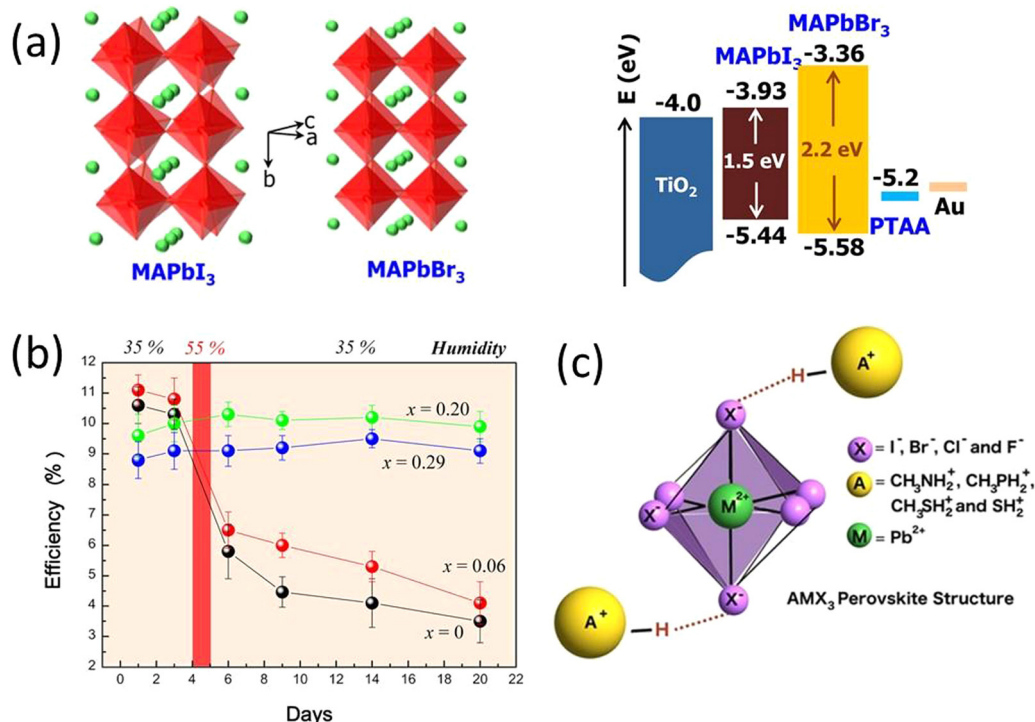 (a)
c
a
b
MAPbI3
MAPbBr3
E (eV)
MAPbBr3
-3.36
MAPbI3
-3.93
-4.0
1.5 eV
2.2 eV
TiO2
-5.2
Au
PTAA
-5.44
-5.58
(b)
35 % 55 % 35 % Humidity
12
11
10
9
8
7
6
5
4
3
2
Efficiency (%)
x = 0.20
x = 0.29
x = 0.06
x = 0
0 2 4 6 8 10 12 14 16 18 20 22
Days
(c)
A+
H
X-
M2+
X-
X-
A+
H
X = I-, Br-, Cl- and F-
A = CH3NH2+, CH3PH2+,
CH3SH2+ and SH2+
M = Pb2+
AMX3 Perovskite Structure